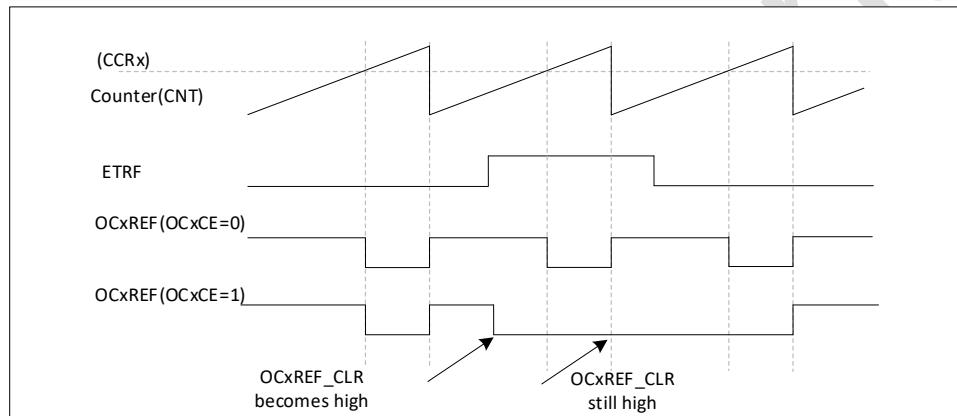 (CCRx)
Counter(CNT)
ETRF
OCxREF(OCxCE=0)
OCxREF(OCxCE=1)
OCxREF_CLR
becomes high
OCxREF_CLR
still high